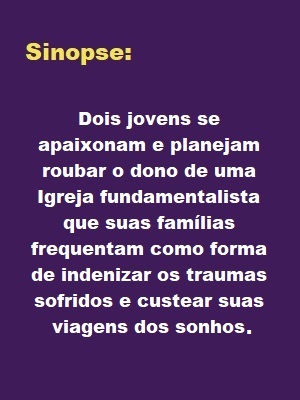 Sinopse:
Dois jovens se
apaixonam e planejam
roubar o dono de uma
Igreja fundamentalista
que suas famílias
frequentam como forma
de indenizar os traumas
sofridos e custear suas
viagens dos sonhos.